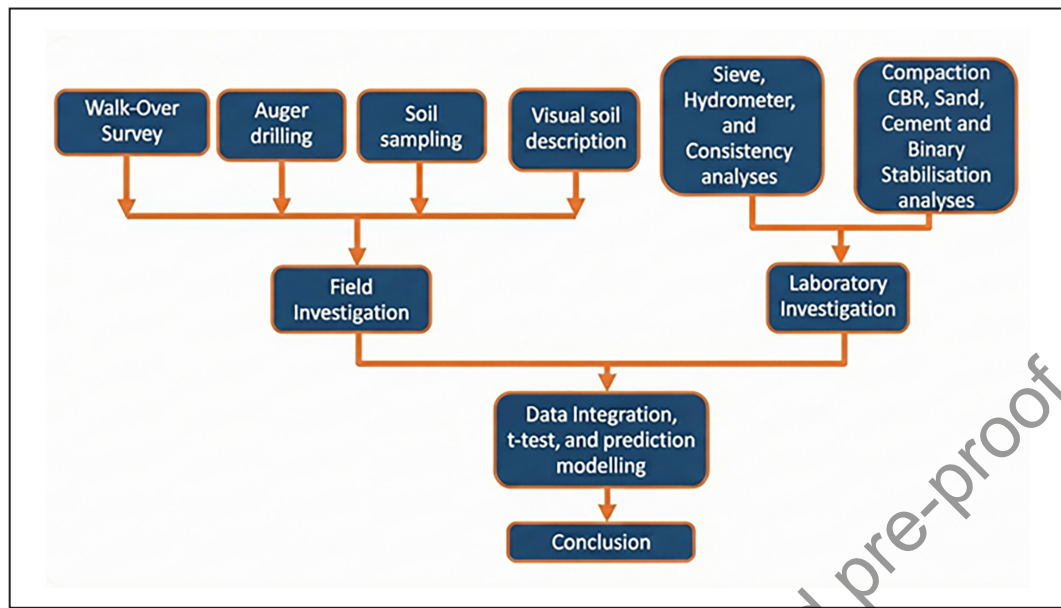 Walk-Over
Survey
Auger
drilling
Soil
sampling
Visual soil
description
Sieve,
Hydrometer,
and
Consistency
analyses
Compaction
CBR, Sand,
Cement and
Binary
Stabilisation
analyses
Field
Investigation
Laboratory
Investigation
Data Integration,
t-test, and prediction
modelling
Conclusion
d pre-proof